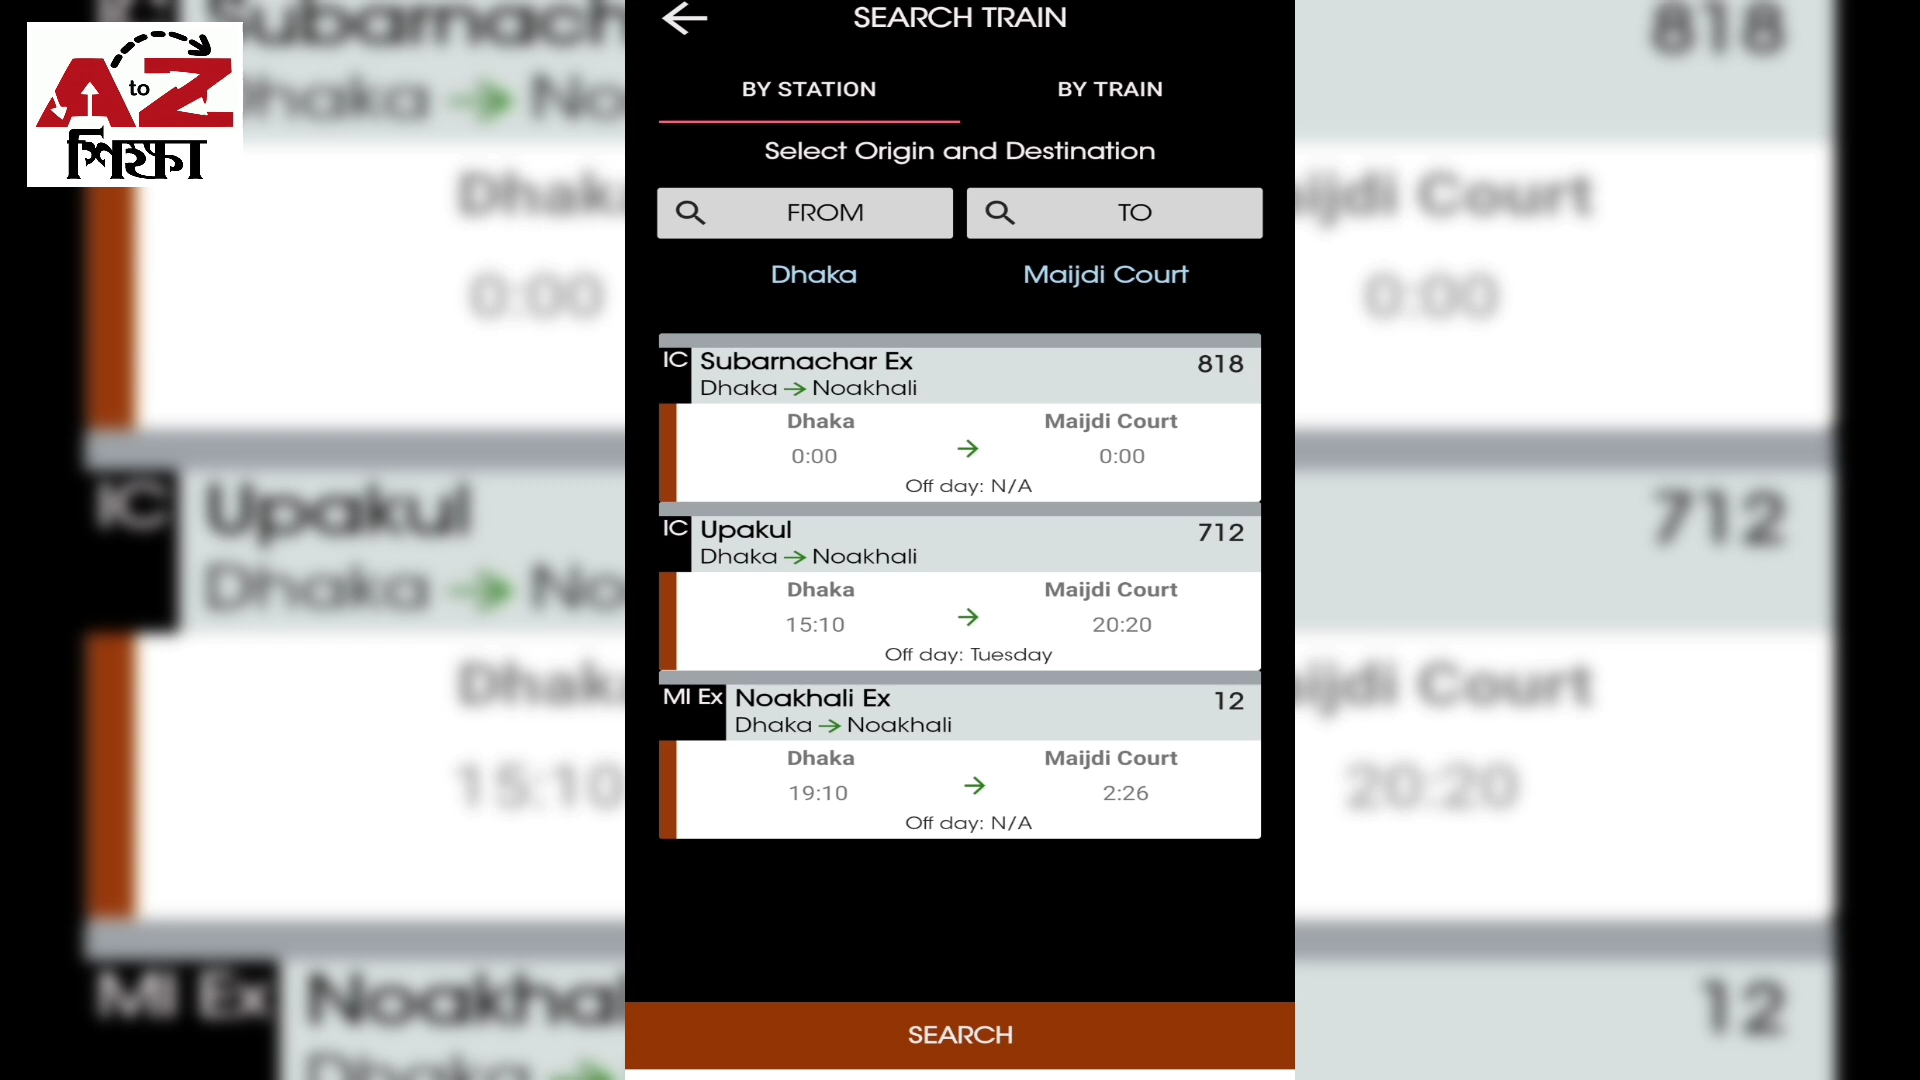 A to Z
শিক্ষা
SEARCH TRAIN
BY STATION
BY TRAIN
Select Origin and Destination
FROM
TO
Dhaka
Maijdi Court
IC
Subarnachar Ex
818
Dhaka → Noakhali
Dhaka
Maijdi Court
0:00
→
0:00
Off day: N/A
IC
Upakul
712
Dhaka → Noakhali
Dhaka
Maijdi Court
15:10
→
20:20
Off day: Tuesday
MI Ex
Noakhali Ex
12
Dhaka → Noakhali
Dhaka
Maijdi Court
19:10
→
2:26
Off day: N/A
SEARCH